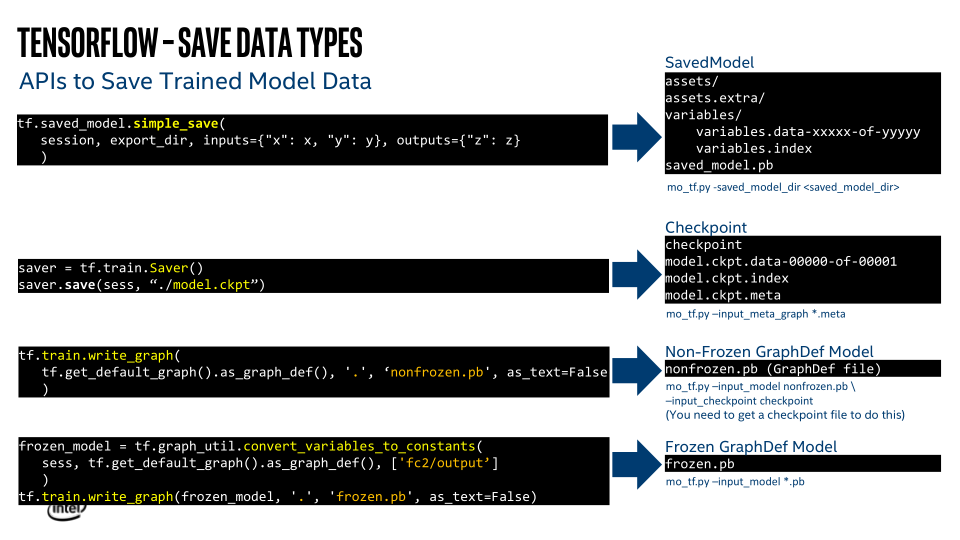 TENSORFLOW – SAVE DATA TYPES
APIs to Save Trained Model Data
tf.saved_model.simple_save(
session, export_dir, inputs={"x": x, "y": y}, outputs={"z": z}
)
SavedModel
assets/
assets.extra/
variables/
variables.data-xxxxx-of-yyyyy
variables.index
saved_model.pb
mo_tf.py -saved_model_dir <saved_model_dir>
saver = tf.train.Saver()
saver.save(sess, “./model.ckpt”)
Checkpoint
checkpoint
model.ckpt.data-00000-of-00001
model.ckpt.index
model.ckpt.meta
mo_tf.py –input_meta_graph *.meta
tf.train.write_graph(
tf.get_default_graph().as_graph_def(), '.', ‘nonfrozen.pb', as_text=False
)
Non-Frozen GraphDef Model
nonfrozen.pb (GraphDef file)
mo_tf.py –input_model nonfrozen.pb \
–input_checkpoint checkpoint
(You need to get a checkpoint file to do this)
frozen_model = tf.graph_util.convert_variables_to_constants(
sess, tf.get_default_graph().as_graph_def(), ['fc2/output’]
)
tf.train.write_graph(frozen_model, '.', 'frozen.pb', as_text=False)
Frozen GraphDef Model
frozen.pb
mo_tf.py –input_model *.pb
intel